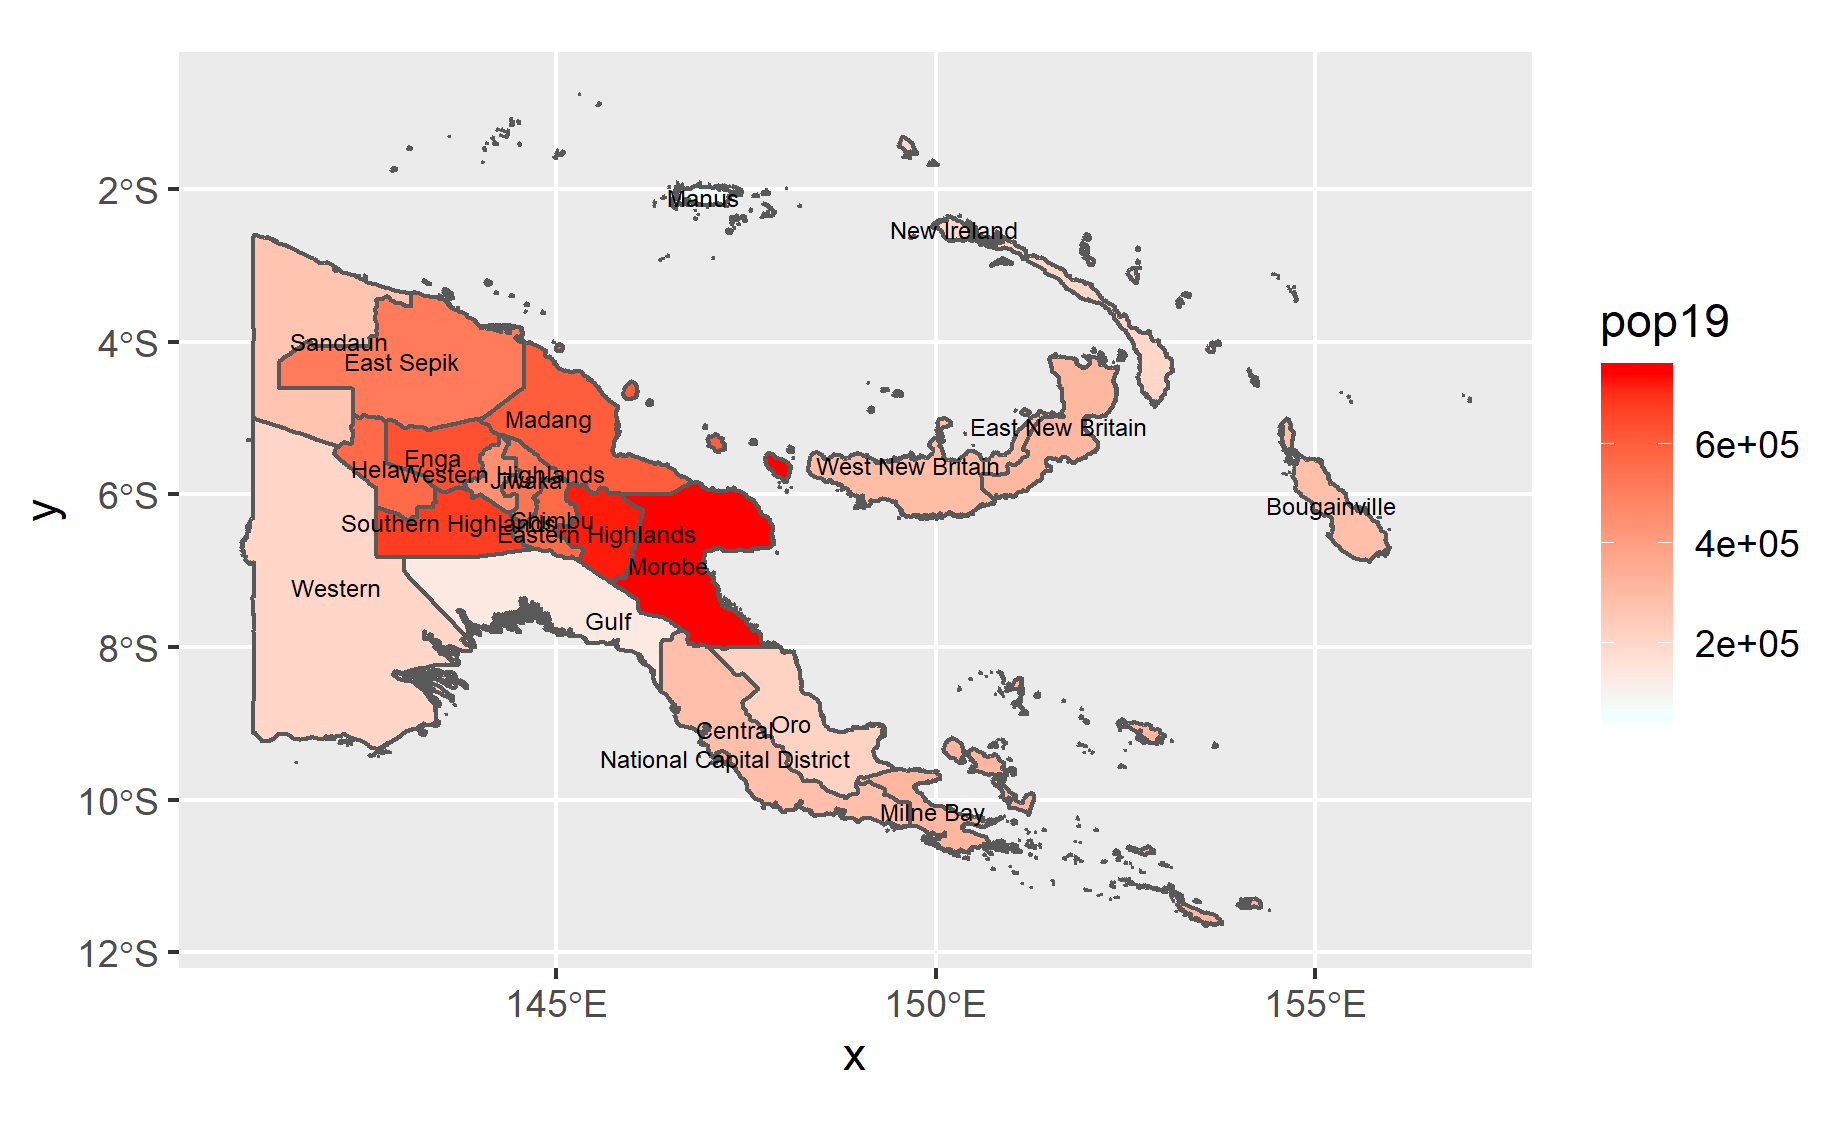 2°S
4°S
6°S
8°S
10°S
12°S
y
Manus
New Ireland
Sandaun
East Sepik
Madang
East New Britain
Enga
West New Britain
Hela
Western Highlands
Jiwaka
Bougainville
Southern Highlands
Chimbu
Eastern Highlands
Morobe
Western
Gulf
Oro
Central
National Capital District
Milne Bay
145°E
150°E
155°E
x
pop19
6e+05
4e+05
2e+05